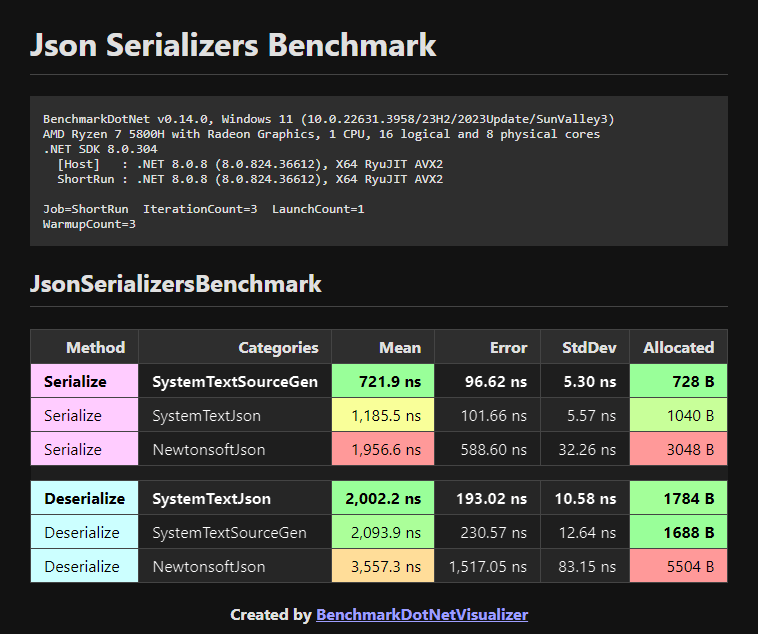 Json Serializers Benchmark
BenchmarkDotNet v0.14.0, Windows 11 (10.0.22631.3958/23H2/2023Update/SunValley3)
AMD Ryzen 7 5800H with Radeon Graphics, 1 CPU, 16 logical and 8 physical cores
.NET SDK 8.0.304
[Host] : .NET 8.0.8 (8.0.824.36612), X64 RyuJIT AVX2
ShortRun : .NET 8.0.8 (8.0.824.36612), X64 RyuJIT AVX2
Job=ShortRun IterationCount=3 LaunchCount=1
WarmupCount=3
JsonSerializersBenchmark
Method Categories Mean Error StdDev Allocated
Serialize SystemTextSourceGen 721.9 ns 96.62 ns 5.30 ns 728 B
Serialize SystemTextJson 1,185.5 ns 101.66 ns 5.57 ns 1040 B
Serialize NewtonsoftJson 1,956.6 ns 588.60 ns 32.26 ns 3048 B
Deserialize SystemTextJson 2,002.2 ns 193.02 ns 10.58 ns 1784 B
Deserialize SystemTextSourceGen 2,093.9 ns 230.57 ns 12.64 ns 1688 B
Deserialize NewtonsoftJson 3,557.3 ns 1,517.05 ns 83.15 ns 5504 B
Created by BenchmarkDotNetVisualizer